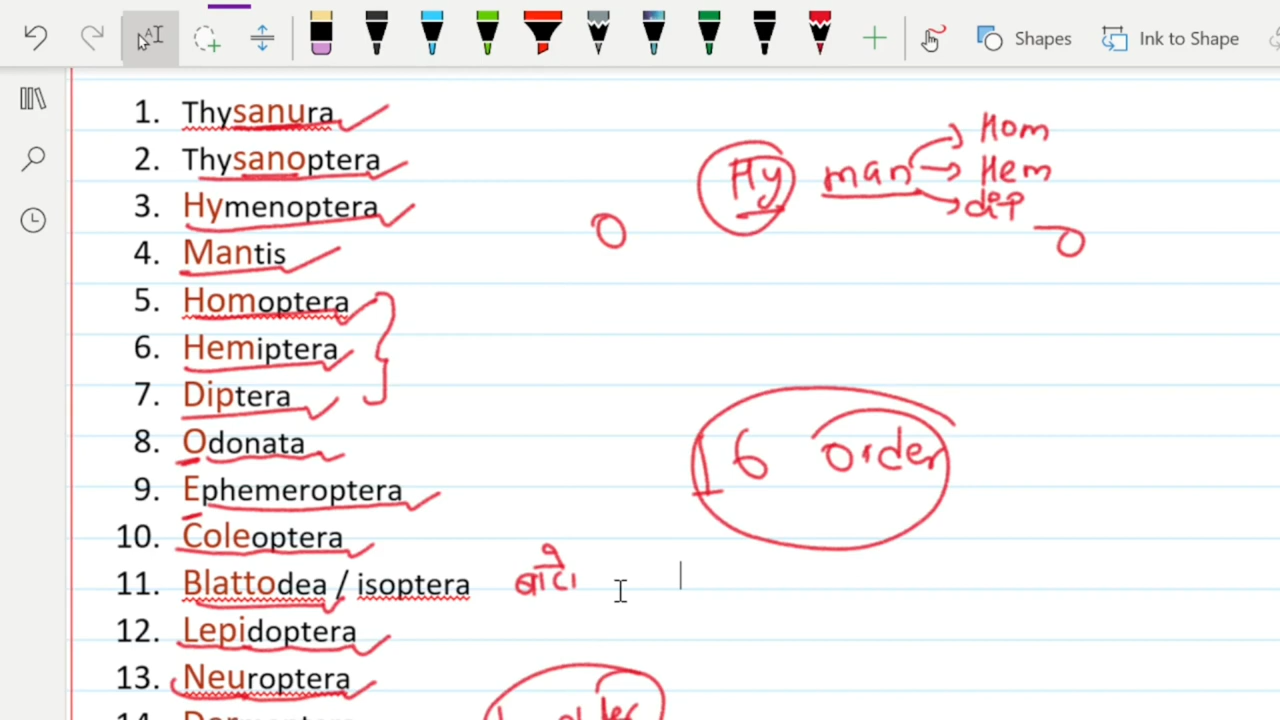 Shapes
Ink to Shape
1. Thysanura
2. Thysanoptera
3. Hymenoptera
4. Mantis
5. Homoptera
6. Hemiptera
7. Diptera
8. Odonata
9. Ephemeroptera
10. Coleoptera
11. Blattodea / isoptera
12. Lepidoptera
13. Neuroptera
Hy man
Hom
Hem
dip
16 order